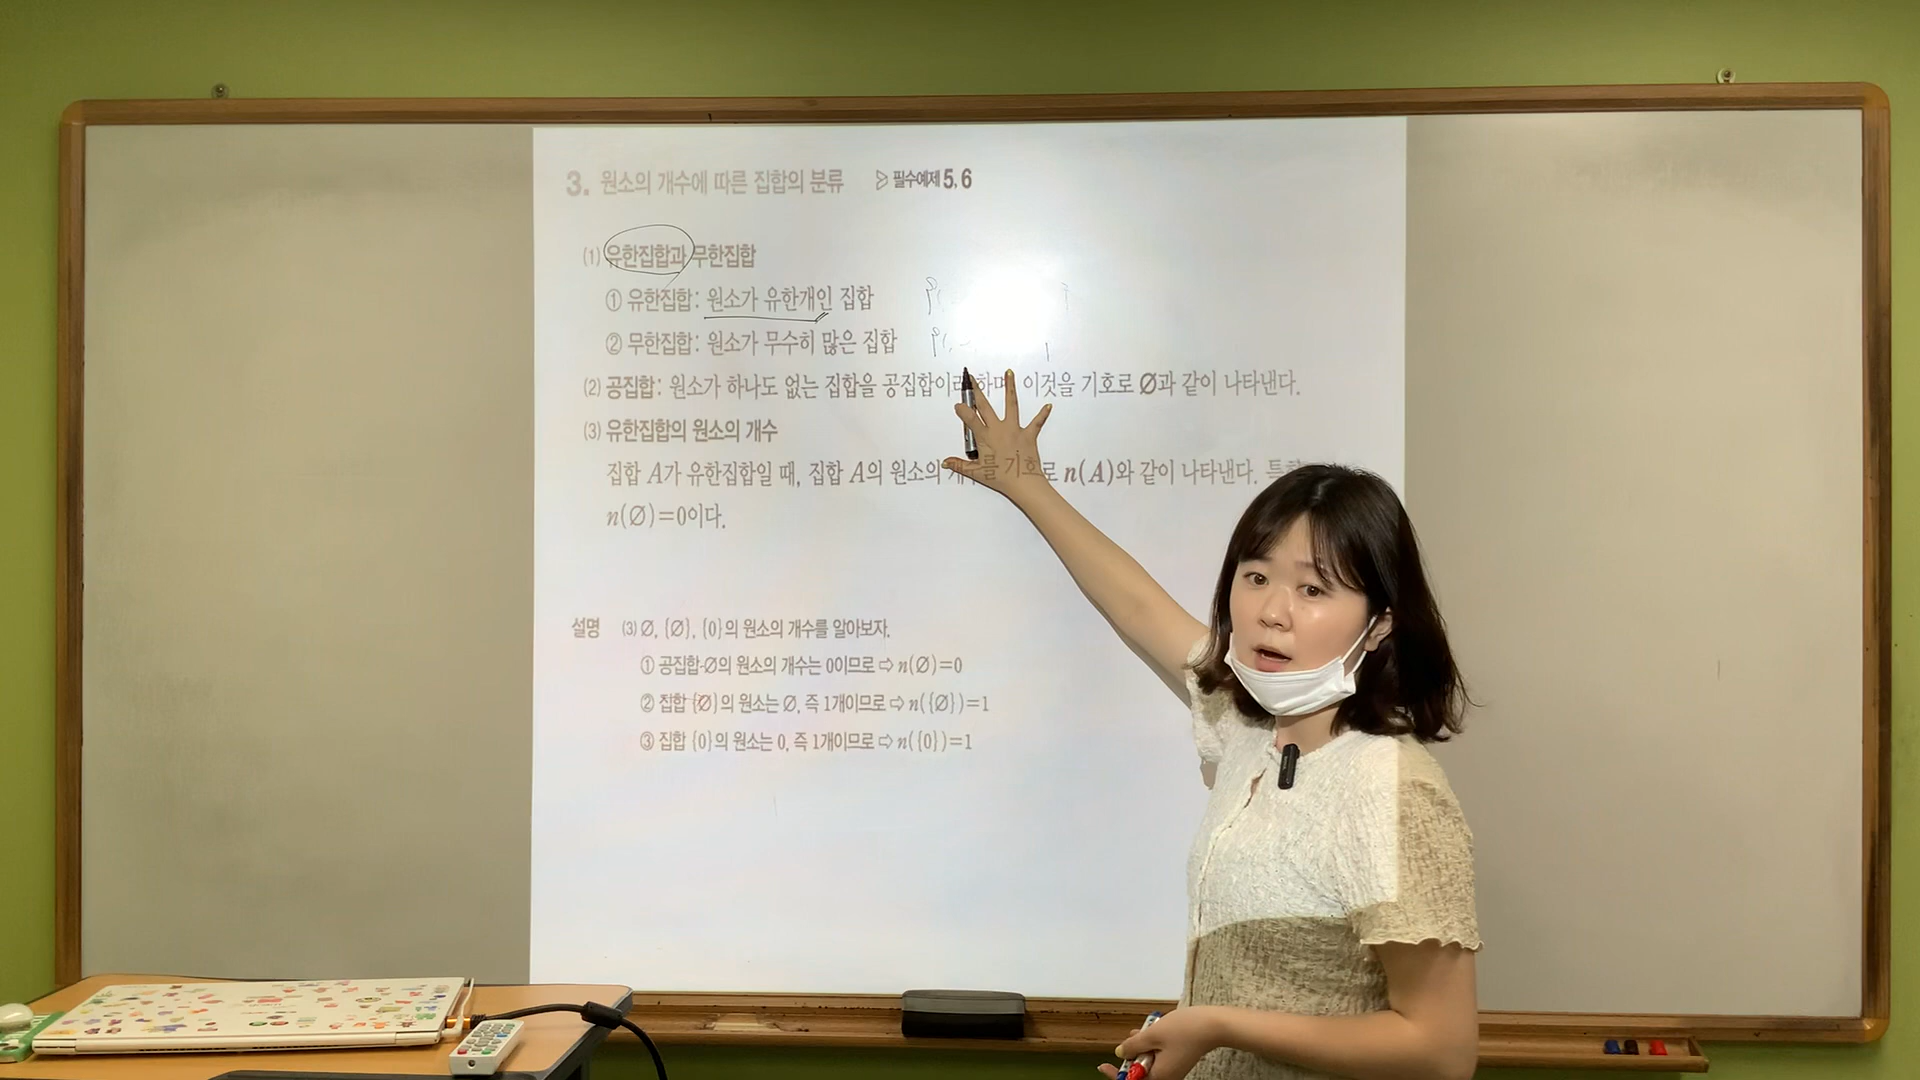 3. 원소의 개수에 따른 집합의 분류 필수예제 5, 6
(1) 유한집합과 무한집합
① 유한집합: 원소가 유한개인 집합
② 무한집합: 원소가 무수히 많은 집합
(2) 공집합: 원소가 하나도 없는 집합을 공집합이라 하며, 이것을 기호로 ∅과 같이 나타낸다.
(3) 유한집합의 원소의 개수
집합 A가 유한집합일 때, 집합 A의 원소의 개수를 기호로 n(A)와 같이 나타낸다.
n(∅)=0이다.
설명 (3) ∅, {∅}, {0}의 원소의 개수를 알아보자.
① 공집합 ∅의 원소의 개수는 0이므로 ⇨ n(∅)=0
② 집합 {∅}의 원소는 ∅, 즉 1개이므로 ⇨ n({∅})=1
③ 집합 {0}의 원소는 0, 즉 1개이므로 ⇨ n({0})=1